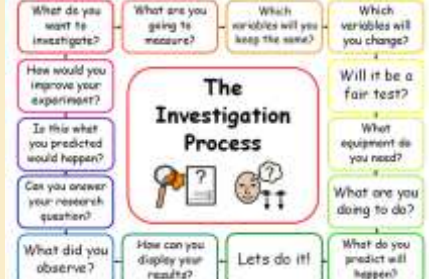 What do you
want to
investigate?
What are you
going to
measure?
Which
variables will you
keep the same?
Which
variables will
you change?
Will it be a
fair test?
What
equipment do
you need?
What are you
doing to do?
What do you
predict will
happen?
Lets do it!
How can you
display your
results?
What did you
observe?
Can you answer
your research
question?
Is this what
you predicted
would happen?
How would you
improve your
experiment?
The
Investigation
Process
?
?